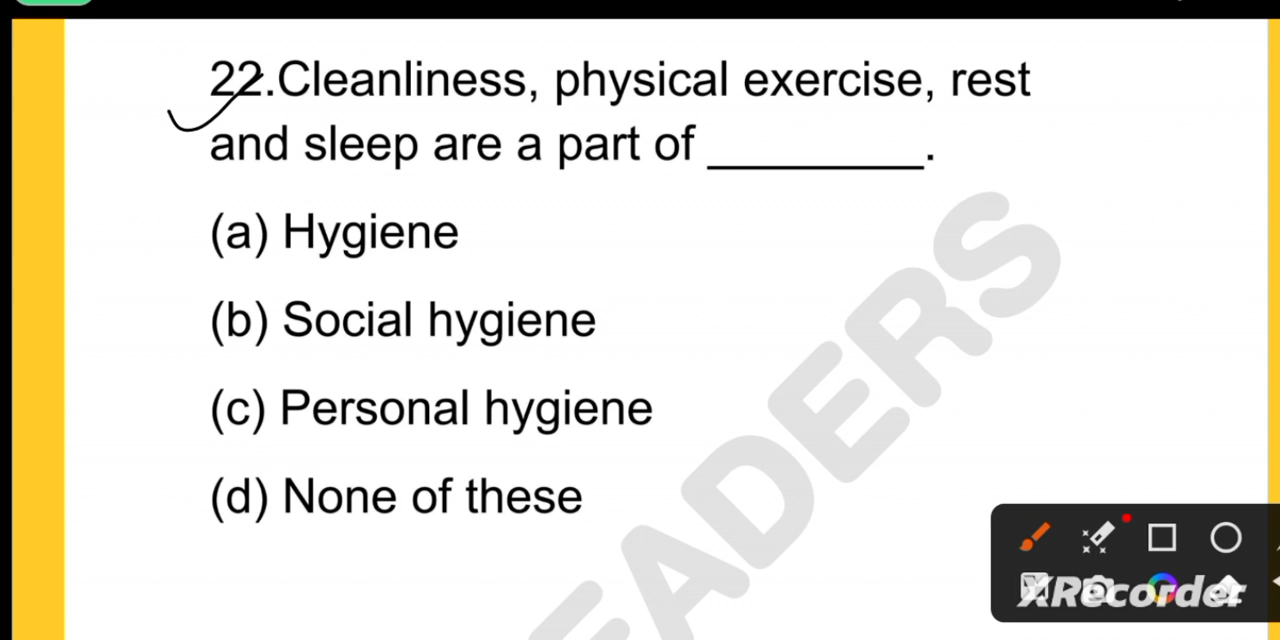 22.Cleanliness, physical exercise, rest
and sleep are a part of _________.
(a) Hygiene
(b) Social hygiene
(c) Personal hygiene
(d) None of these
EADERS
XRecorder